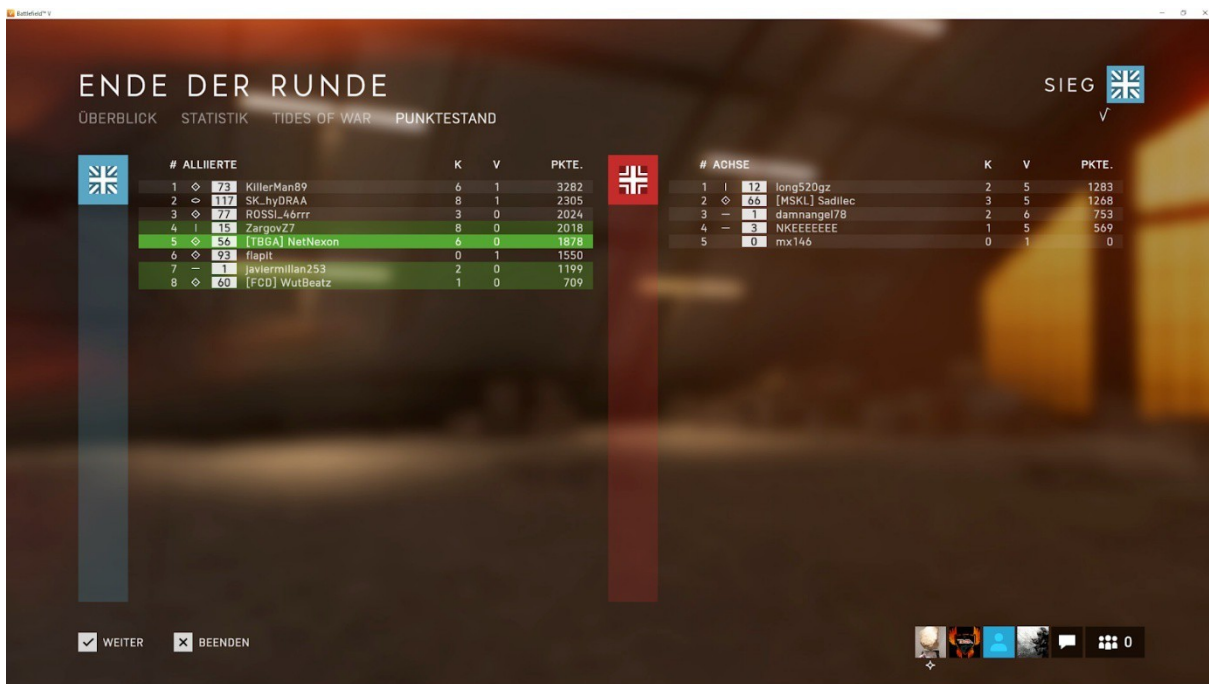 Battlefield™ V
ENDE DER RUNDE
SIEG
ÜBERBLICK STATISTIK TIDES OF WAR PUNKTESTAND
# ALLIIERTE K V PKTE.
1 73 KillerMan89 6 1 3282
2 117 SK_hyDRAA 8 1 2305
3 77 ROSSI_46rrr 3 0 2024
4 15 ZargovZ7 8 0 2018
5 56 [TBGA] NetNexon 6 0 1878
6 93 flapit 0 1 1550
7 1 javiermillan253 2 0 1199
8 60 [FCD] WutBeatz 1 0 709
# ACHSE K V PKTE.
1 12 long520gz 2 5 1283
2 66 [MSKL] Sadilec 3 5 1268
3 1 damnangel78 2 6 753
4 3 NKEEEEEEE 1 5 569
5 0 mx146 0 1 0
WEITER BEENDEN
0